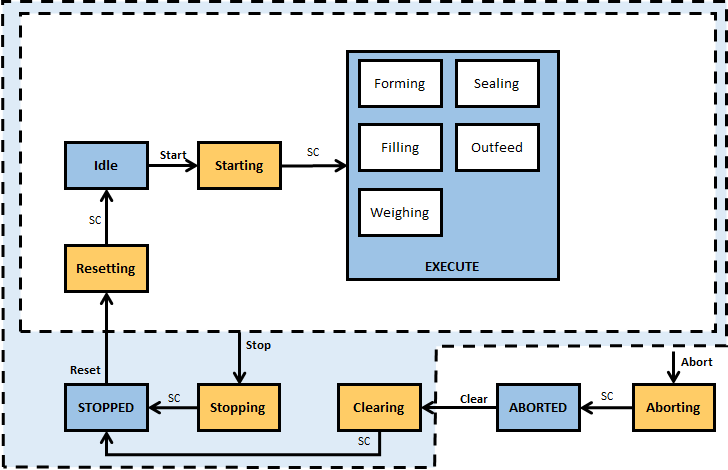 Forming
Sealing
Filling
Outfeed
Weighing
EXECUTE
Idle
Start
Starting
SC
SC
Resetting
Reset
Stop
Abort
STOPPED
SC
Stopping
Clearing
Clear
ABORTED
SC
Aborting
SC